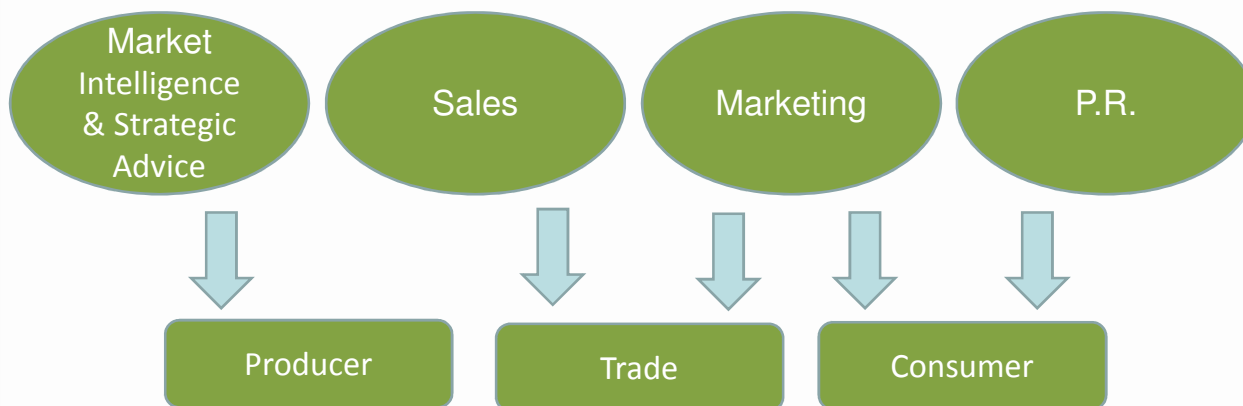 Market
Intelligence
& Strategic
Advice
Sales
Marketing
P.R.
Producer
Trade
Consumer